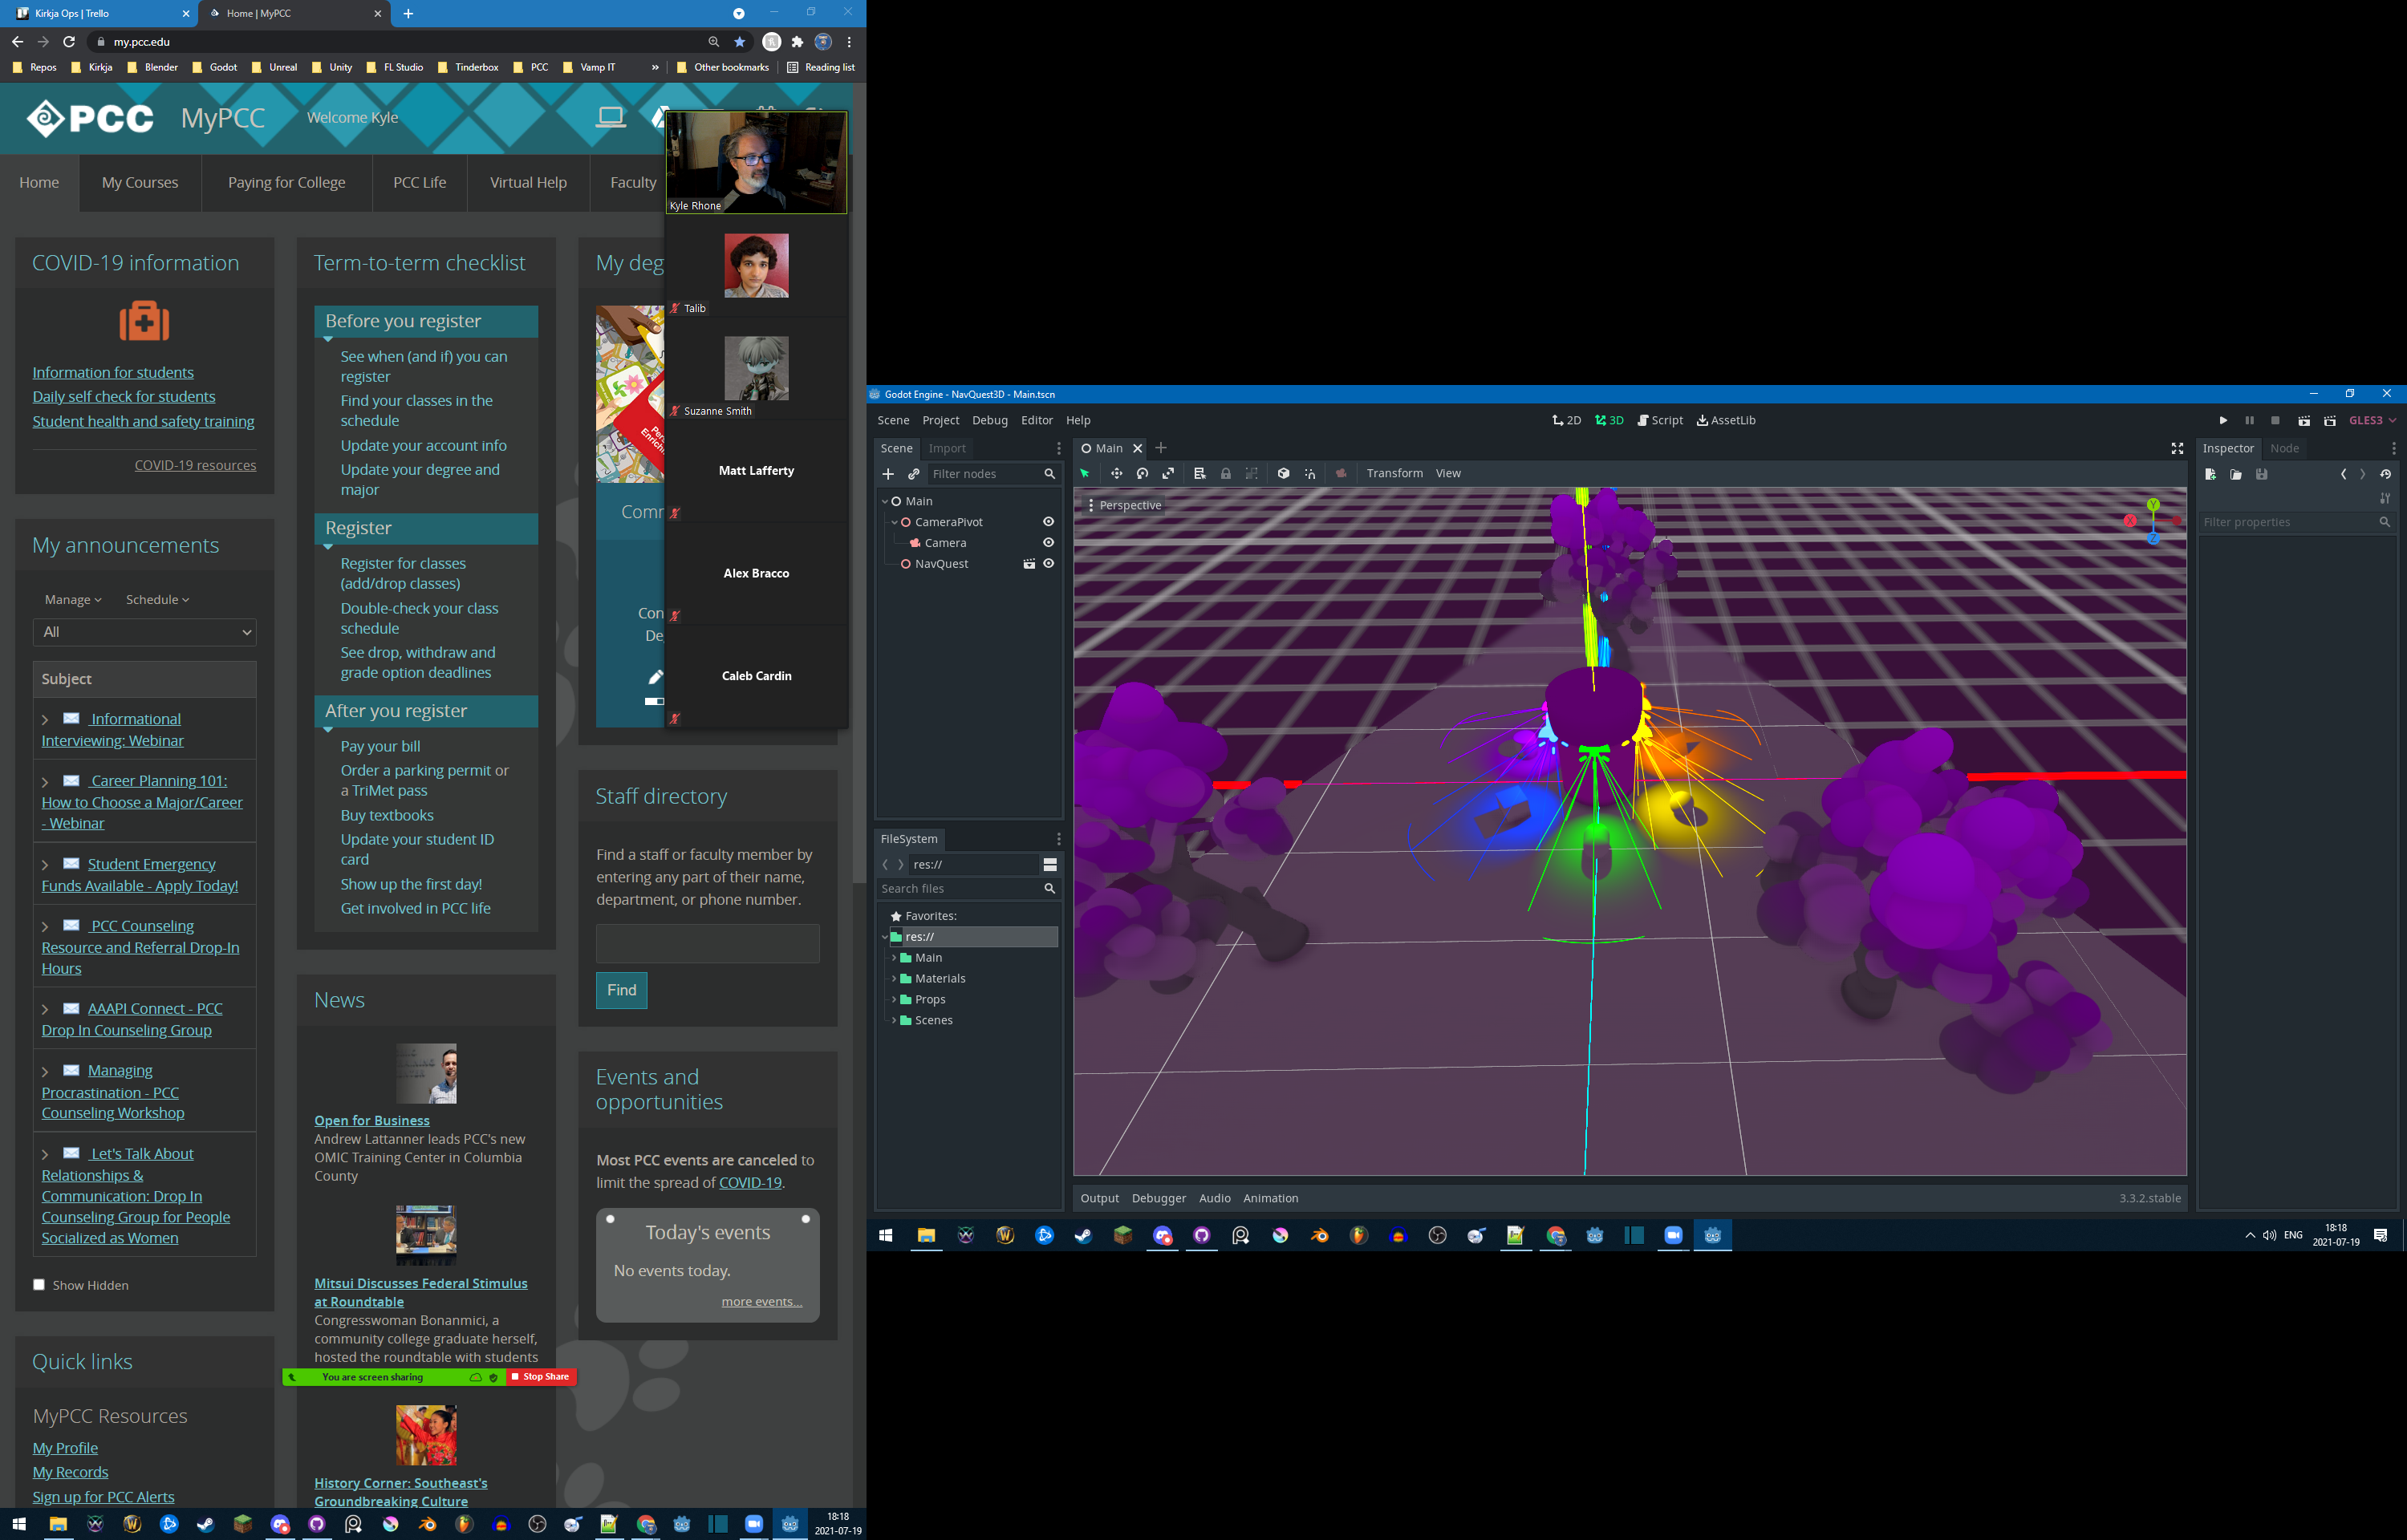 Kirkja Ops | Trello
Home | MyPCC
my.pcc.edu
Repos
Kirkja
Blender
Godot
Unreal
Unity
FL Studio
Tinderbox
PCC
Vamp IT
»
Other bookmarks
Reading list
PCC
MyPCC
Welcome Kyle
Home
My Courses
Paying for College
PCC Life
Virtual Help
Faculty
COVID-19 information
Information for students
Daily self check for students
Student health and safety training
COVID-19 resources
My announcements
Manage
Schedule
All
Subject
Informational
Interviewing: Webinar
Career Planning 101:
How to Choose a Major/Career
- Webinar
Student Emergency
Funds Available - Apply Today!
PCC Counseling
Resource and Referral Drop-In
Hours
AAAPI Connect - PCC
Drop In Counseling Group
Managing
Procrastination - PCC
Counseling Workshop
Let's Talk About
Relationships &
Communication: Drop In
Counseling Group for People
Socialized as Women
Show Hidden
Quick links
MyPCC Resources
My Profile
My Records
Sign up for PCC Alerts
Term-to-term checklist
Before you register
See when (and if) you can
register
Find your classes in the
schedule
Update your account info
Update your degree and
major
Register
Register for classes
(add/drop classes)
Double-check your class
schedule
See drop, withdraw and
grade option deadlines
After you register
Pay your bill
Order a parking permit or
a TriMet pass
Buy textbooks
Update your student ID
card
Show up the first day!
Get involved in PCC life
News
Open for Business
Andrew Lattanner leads PCC's new
OMIC Training Center in Columbia
County
Mitsui Discusses Federal Stimulus
at Roundtable
Congresswoman Bonanmici, a
community college graduate herself,
hosted the roundtable with students
You are screen sharing
Stop Share
History Corner: Southeast's
Groundbreaking Culture
My deg
Comr
Con
De
Kyle Rhone
Talib
Suzanne Smith
Matt Lafferty
Alex Bracco
Caleb Cardin
Staff directory
Find a staff or faculty member by
entering any part of their name,
department, or phone number.
Find
Events and
opportunities
Most PCC events are canceled to
limit the spread of COVID-19.
Today's events
No events today.
more events...
18:18
2021-07-19
Godot Engine - NavQuest3D - Main.tscn
Scene
Project
Debug
Editor
Help
2D
3D
Script
AssetLib
GLES3
Scene
Import
Filter nodes
Main
CameraPivot
Camera
NavQuest
FileSystem
res://
Search files
Favorites:
res://
Main
Materials
Props
Scenes
Main
Transform
View
Perspective
X
Y
Z
Output
Debugger
Audio
Animation
3.3.2.stable
Inspector
Node
Filter properties
ENG
18:18
2021-07-19